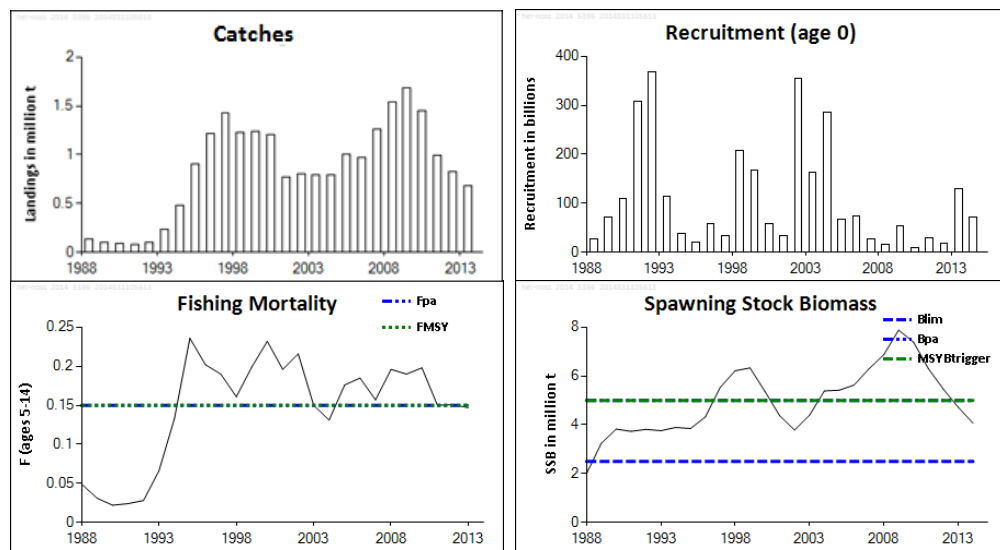 Catches
Landings in million t
2
1.5
1
0.5
0
1988 1993 1998 2003 2008 2013
Recruitment (age 0)
Recruitment in billions
400
300
200
100
0
1988 1993 1998 2003 2008 2013
Fishing Mortality
Fpa
FMSY
F (ages 5-14)
0.25
0.2
0.15
0.1
0.05
0
1988 1993 1998 2003 2008 2013
Spawning Stock Biomass
Blim
Bpa
MSYBtrigger
SSB in million t
8
6
4
2
0
1988 1993 1998 2003 2008 2013